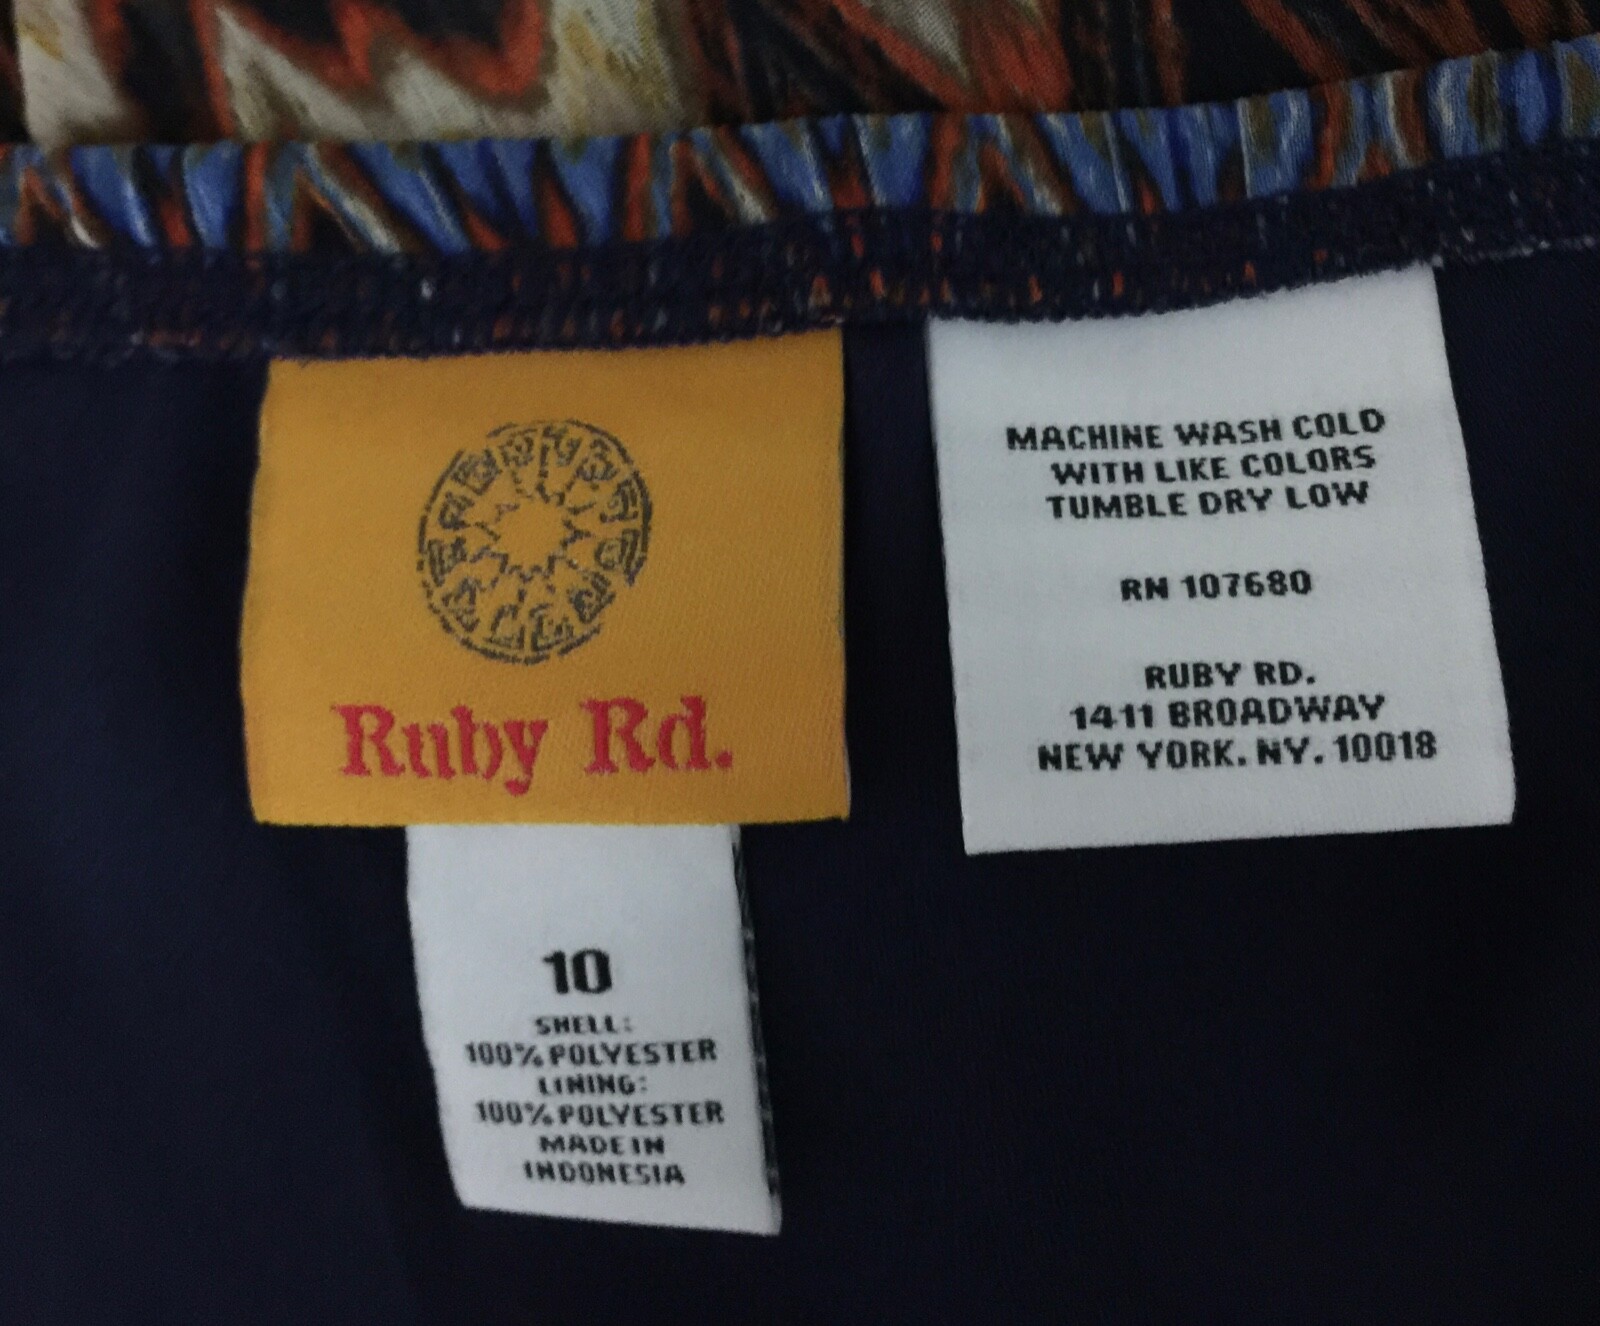 Ruby Rd.
10
SHELL:
100% POLYESTER
LINING:
100% POLYESTER
MADE IN
INDONESIA
MACHINE WASH COLD
WITH LIKE COLORS
TUMBLE DRY LOW
RN 107680
RUBY RD.
1411 BROADWAY
NEW YORK. NY. 10018